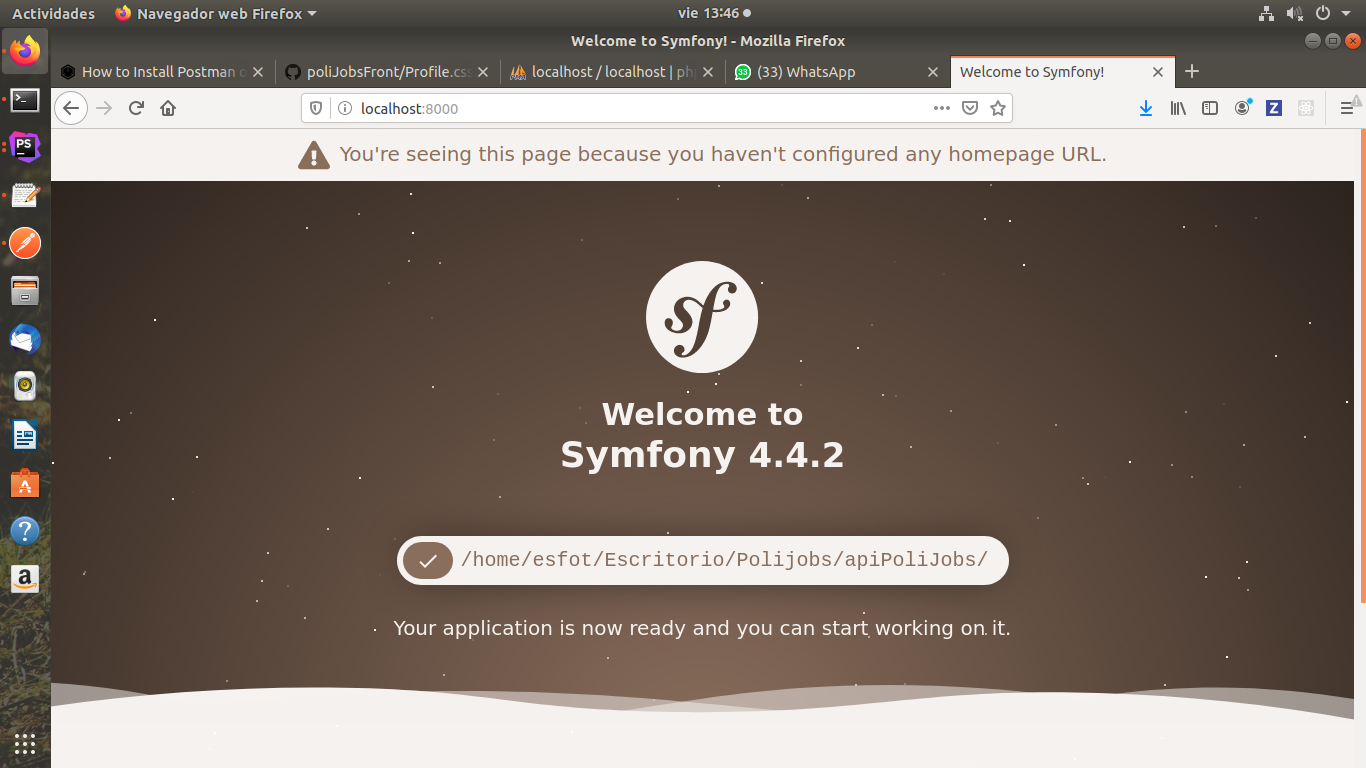 Actividades Navegador web Firefox vie 13:46
Welcome to Symfony! - Mozilla Firefox
How to Install Postman o poliJobsFront/Profile.css localhost / localhost | ph (33) WhatsApp Welcome to Symfony!
localhost:8000
You're seeing this page because you haven't configured any homepage URL.
sf
Welcome to
Symfony 4.4.2
/home/esfot/Escritorio/Polijobs/apiPoliJobs/
Your application is now ready and you can start working on it.